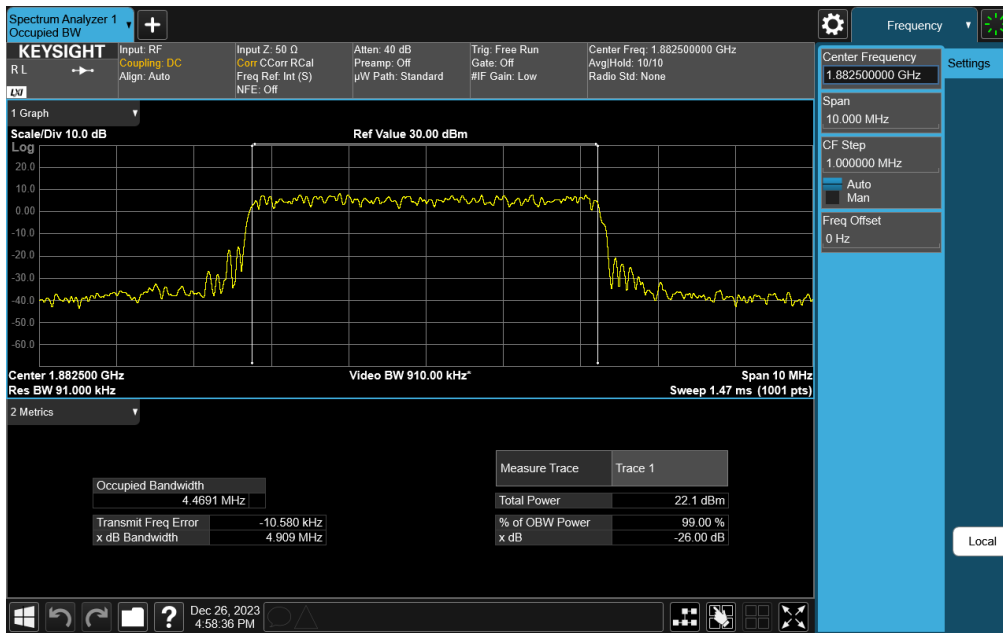 Spectrum Analyzer 1
Occupied BW
Frequency
KEYSIGHT
R L
LXI
Input: RF
Coupling: DC
Align: Auto
Input Z: 50 Ω
Corr CCorr RCal
Freq Ref: Int (S)
NFE: Off
Atten: 40 dB
Preamp: Off
µW Path: Standard
Trig: Free Run
Gate: Off
#IF Gain: Low
Center Freq: 1.882500000 GHz
Avg|Hold: 10/10
Radio Std: None
Center Frequency
1.882500000 GHz
Settings
Span
10.000 MHz
CF Step
1.000000 MHz
Auto
Man
Freq Offset
0 Hz
Local
1 Graph
Scale/Div 10.0 dB
Ref Value 30.00 dBm
Log
20.0
10.0
0.00
-10.0
-20.0
-30.0
-40.0
-50.0
-60.0
Center 1.882500 GHz
Video BW 910.00 kHz*
Span 10 MHz
Res BW 91.000 kHz
Sweep 1.47 ms (1001 pts)
2 Metrics
Measure Trace
Trace 1
Occupied Bandwidth
4.4691 MHz
Total Power
22.1 dBm
Transmit Freq Error
-10.580 kHz
% of OBW Power
99.00 %
x dB Bandwidth
4.909 MHz
x dB
-26.00 dB
?
Dec 26, 2023
4:58:36 PM